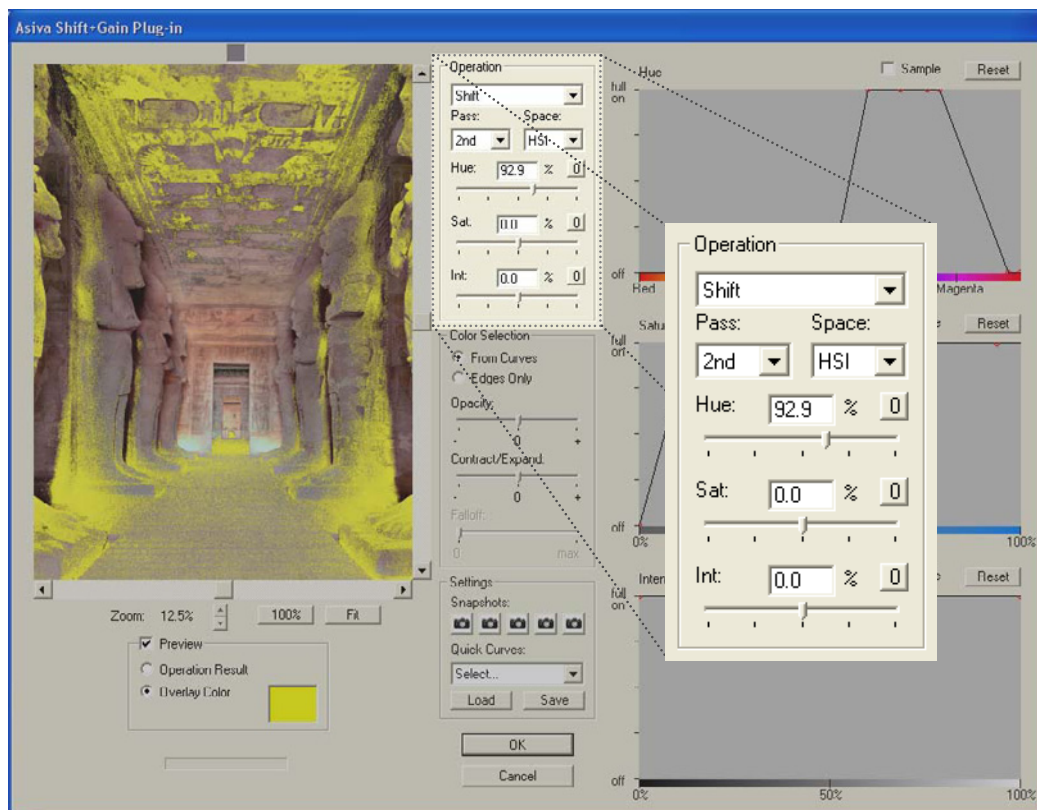 Asiva Shift+Gain Plug-in
Operation
Shift
Pass: Space:
2nd HSI
Hue: 92.9 % 0
Sat: 0.0 % 0
Int: 0.0 % 0
Color Selection
From Curves
Edges Only
Opacity:
- 0 +
Contract/Expand:
- 0 +
Falloff:
0 max
Settings
Snapshots:
Quick Curves:
Select...
Load Save
OK
Cancel
Zoom: 12.5% 100% Fit
Preview
Operation Result
Overlay Color
Hue Sample Reset
full
on
off
Red Magenta
Reset
full
on
off
0% 100%
Reset
full
on
off
0% 50% 100%
Operation
Shift
Pass: Space:
2nd HSI
Hue: 92.9 % 0
Sat: 0.0 % 0
Int: 0.0 % 0